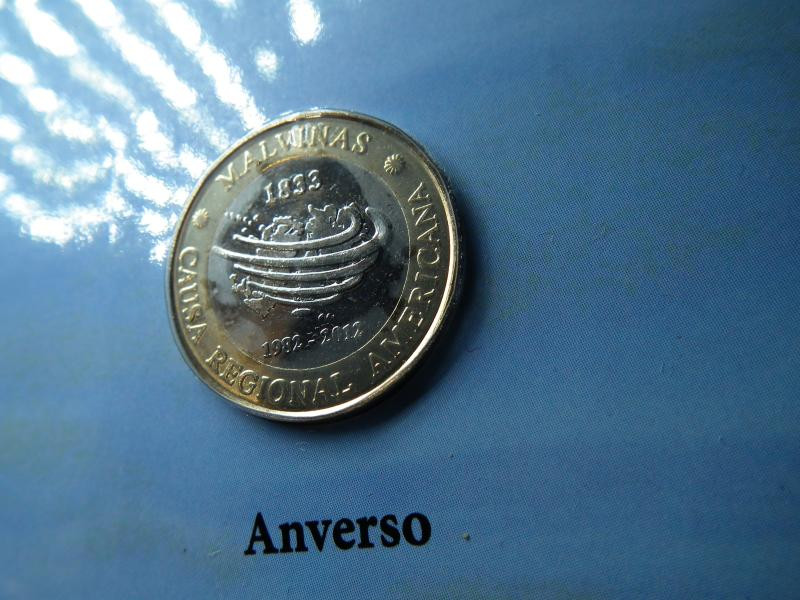 MALVINAS
1833
1982-2012
CAUSA REGIONAL AMERICANA
Anverso